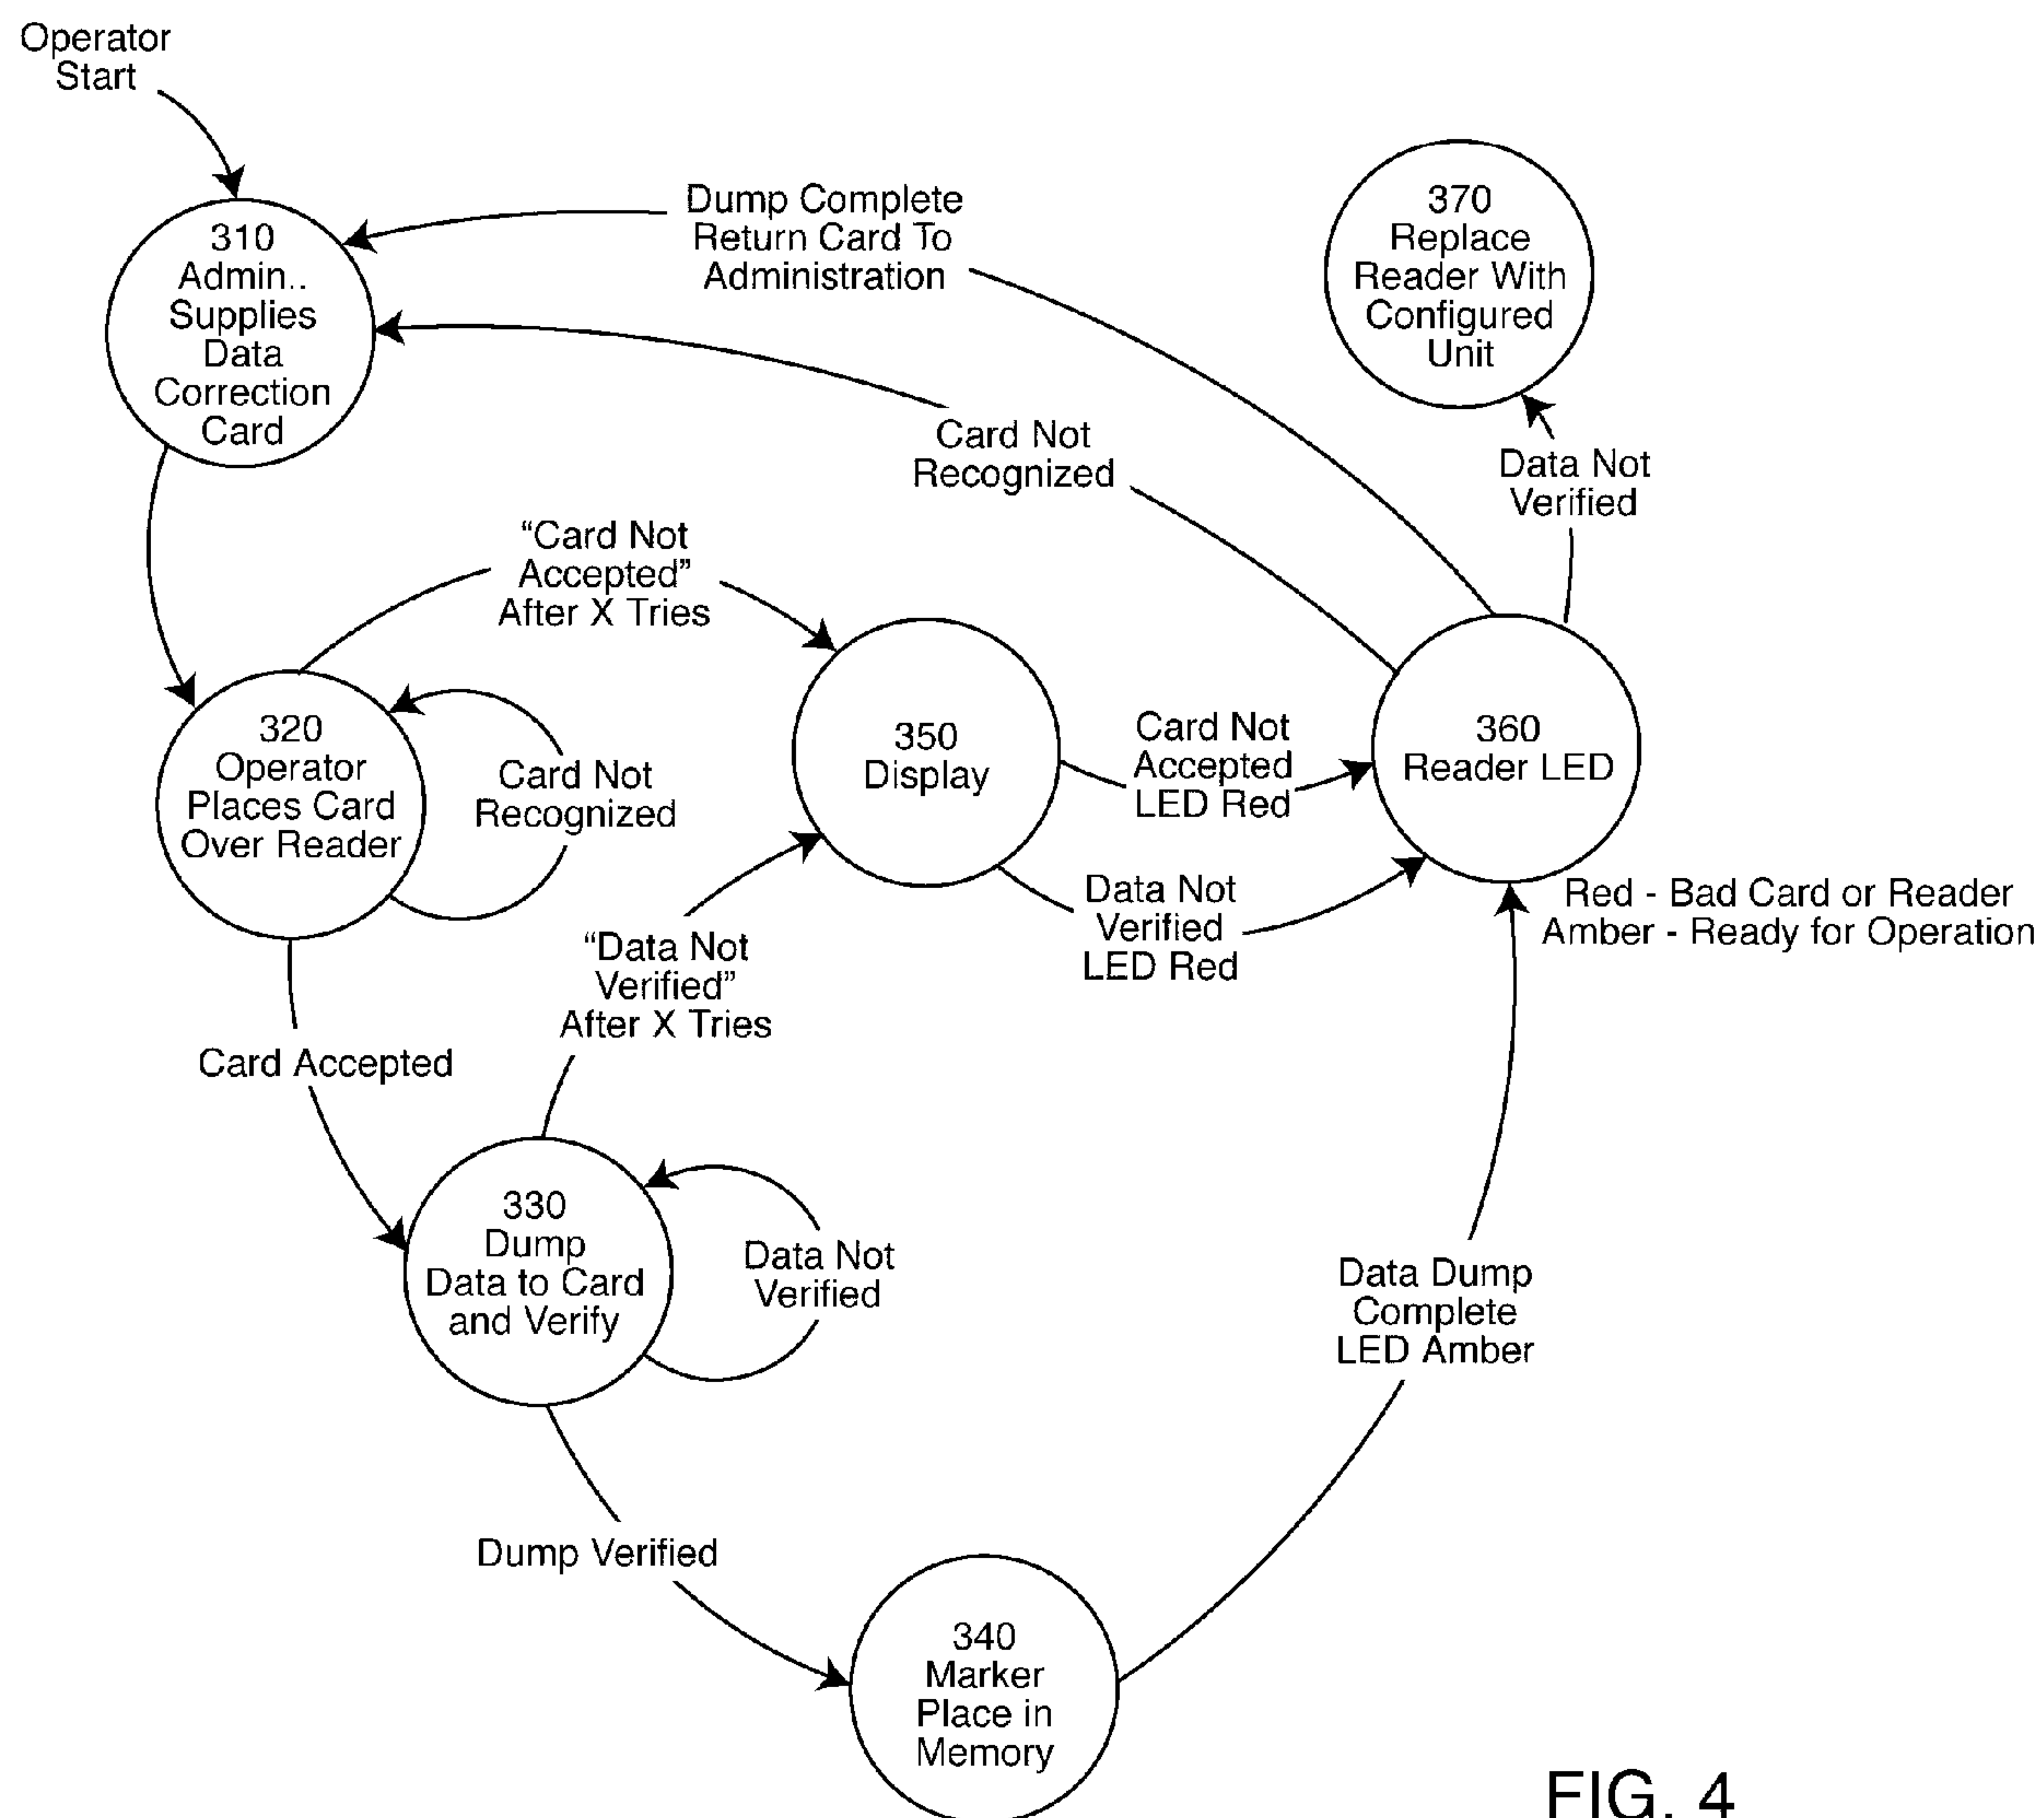 Operator
Start
310
Admin..
Supplies
Data
Correction
Card
Dump Complete
Return Card To
Administration
370
Replace
Reader With
Configured
Unit
Card Not
Recognized
Data Not
Verified
“Card Not
Accepted”
After X Tries
320
Operator
Places Card
Over Reader
Card Not
Recognized
350
Display
Card Not
Accepted
LED Red
360
Reader LED
Data Not
Verified
LED Red
Red - Bad Card or Reader
Amber - Ready for Operation
“Data Not
Verified”
After X Tries
Card Accepted
330
Dump
Data to Card
and Verify
Data Not
Verified
Data Dump
Complete
LED Amber
Dump Verified
340
Marker
Place in
Memory
FIG. 4